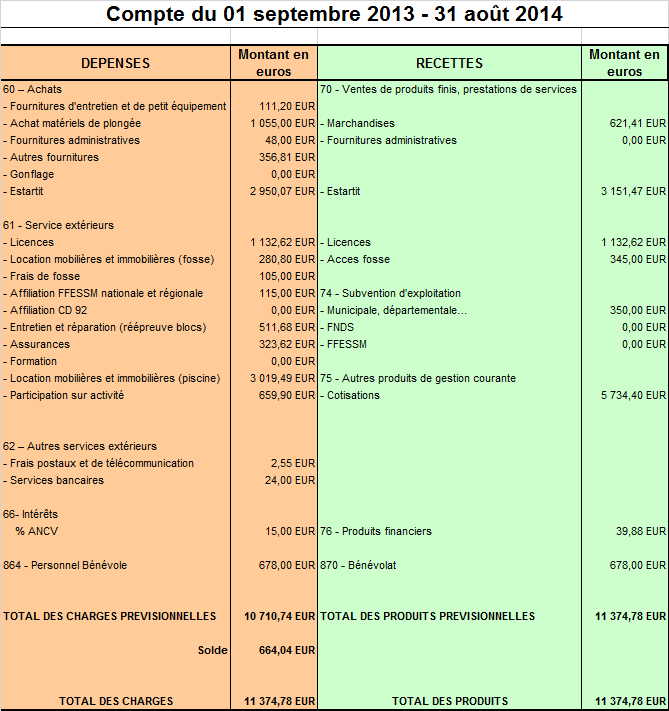 Compte du 01 septembre 2013 - 31 août 2014
DEPENSES Montant en euros RECETTES Montant en euros
60 – Achats 70 - Ventes de produits finis, prestations de services
- Fournitures d'entretien et de petit équipement 111,20 EUR
- Achat matériels de plongée 1 055,00 EUR - Marchandises 621,41 EUR
- Fournitures administratives 48,00 EUR - Fournitures administratives 0,00 EUR
- Autres fournitures 356,81 EUR
- Gonflage 0,00 EUR
- Estartit 2 950,07 EUR - Estartit 3 151,47 EUR
61 - Service extérieurs
- Licences 1 132,62 EUR - Licences 1 132,62 EUR
- Location mobilières et immobilières (fosse) 280,80 EUR - Acces fosse 345,00 EUR
- Frais de fosse 105,00 EUR
- Affiliation FFESSM nationale et régionale 115,00 EUR 74 - Subvention d'exploitation
- Affiliation CD 92 0,00 EUR - Municipale, départementale… 350,00 EUR
- Entretien et réparation (réépreuve blocs) 511,68 EUR - FNDS 0,00 EUR
- Assurances 323,62 EUR - FFESSM 0,00 EUR
- Formation 0,00 EUR
- Location mobilières et immobilières (piscine) 3 019,49 EUR 75 - Autres produits de gestion courante
- Participation sur activité 659,90 EUR - Cotisations 5 734,40 EUR
62 – Autres services extérieurs
- Frais postaux et de télécommunication 2,55 EUR
- Services bancaires 24,00 EUR
66- Intérêts
% ANCV 15,00 EUR 76 - Produits financiers 39,88 EUR
864 - Personnel Bénévole 678,00 EUR 870 - Bénévolat 678,00 EUR
TOTAL DES CHARGES PREVISIONNELLES 10 710,74 EUR TOTAL DES PRODUITS PREVISIONNELLES 11 374,78 EUR
Solde 664,04 EUR
TOTAL DES CHARGES 11 374,78 EUR TOTAL DES PRODUITS 11 374,78 EUR